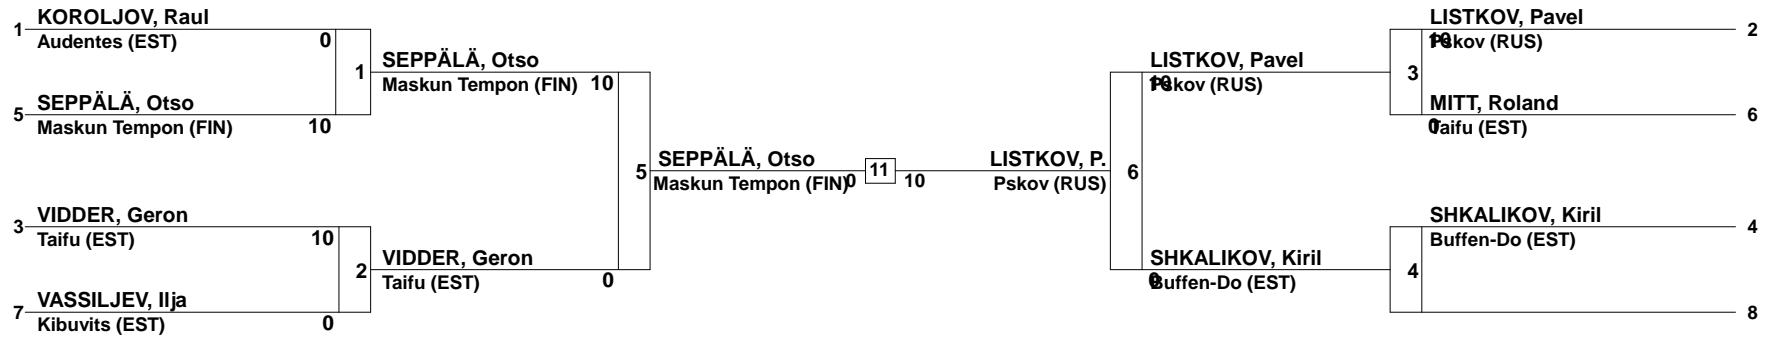 KOROLJOV, Raul
1
Audentes (EST) 0
1
SEPPÄLÄ, Otso
Maskun Tempon (FIN) 10
SEPPÄLÄ, Otso
5
Maskun Tempon (FIN) 10
5
SEPPÄLÄ, Otso
Maskun Tempon (FIN) 0
11
VIDDER, Geron
3
Taifu (EST) 10
2
VIDDER, Geron
Taifu (EST) 0
VASSILJEV, Ilja
7
Kibuvits (EST) 0
LISTKOV, P.
10 Pskov (RUS)
6
LISTKOV, Pavel
10 Pskov (RUS)
3
LISTKOV, Pavel
2
10 Pskov (RUS)
MITT, Roland
6
0 Taifu (EST)
SHKALIKOV, Kiril
0 Buffen-Do (EST)
4
SHKALIKOV, Kiril
4
Buffen-Do (EST)
8